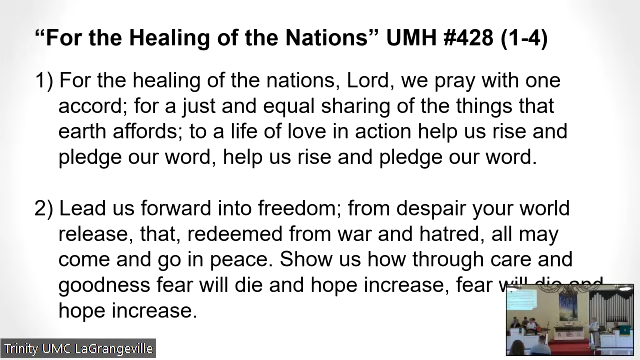 “For the Healing of the Nations” UMH #428 (1-4)
1) For the healing of the nations, Lord, we pray with one
accord; for a just and equal sharing of the things that
earth affords; to a life of love in action help us rise and
pledge our word, help us rise and pledge our word.
2) Lead us forward into freedom; from despair your world
release, that, redeemed from war and hatred, all may
come and go in peace. Show us how through care and
goodness fear will die and hope increase, fear will die and
hope increase.
Trinity UMC LaGrangeville